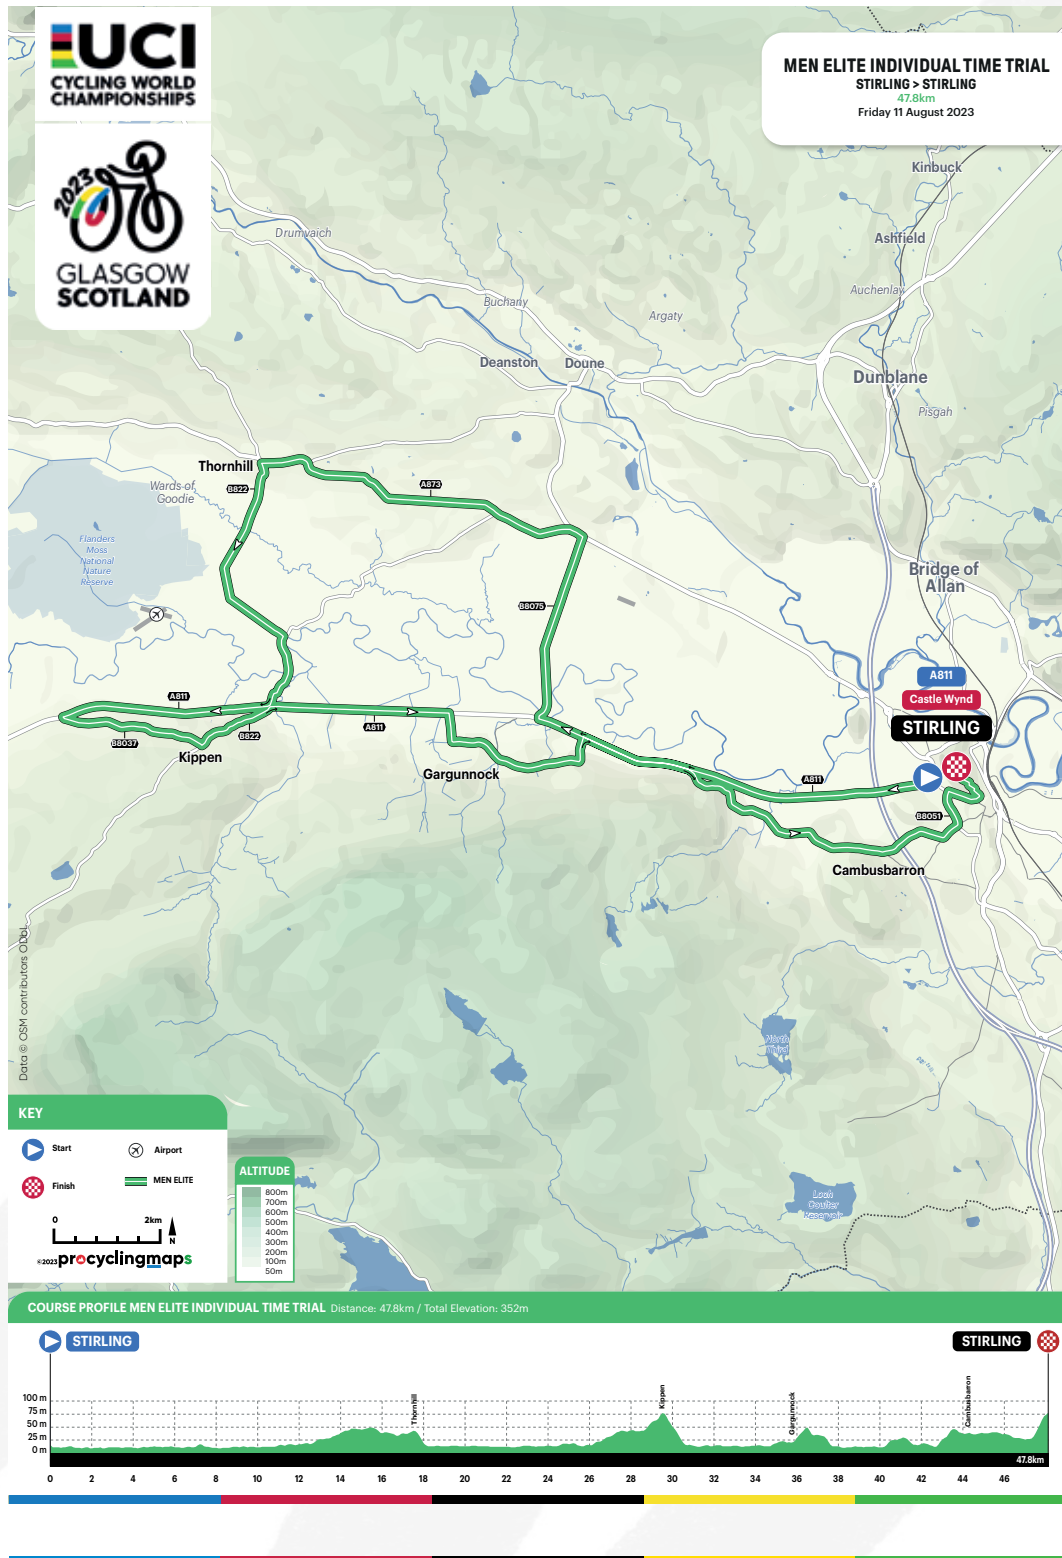 UCI
CYCLING WORLD
CHAMPIONSHIPS
2023
GLASGOW
SCOTLAND
MEN ELITE INDIVIDUAL TIME TRIAL
STIRLING > STIRLING
47.8km
Friday 11 August 2023
Kinbuck
Drumvaich
Ashfield
Auchenlay
Buchany
Argaty
Deanston
Doune
Dunblane
Pisgah
Thornhill
Wards of
Goodie
B822
A873
Flanders
Moss
National
Nature
Reserve
Bridge of
Allan
B8075
A811
Castle Wynd
STIRLING
A811
B8037
B822
A811
Kippen
Gargunnock
A811
B8051
Cambusbarron
Data © OSM contributors ODbL
North
Third
Loch
Coulter
Reservoir
KEY
Start
Airport
Finish
MEN ELITE
0
2km
N
©2023 procyclingmaps
ALTITUDE
800m
700m
600m
500m
400m
300m
200m
100m
50m
COURSE PROFILE MEN ELITE INDIVIDUAL TIME TRIAL Distance: 47.8km / Total Elevation: 352m
STIRLING
STIRLING
100 m
75 m
50 m
25 m
0 m
Thornhill
Kippen
Gargunnock
Cambusbarron
47.8km
0 2 4 6 8 10 12 14 16 18 20 22 24 26 28 30 32 34 36 38 40 42 44 46